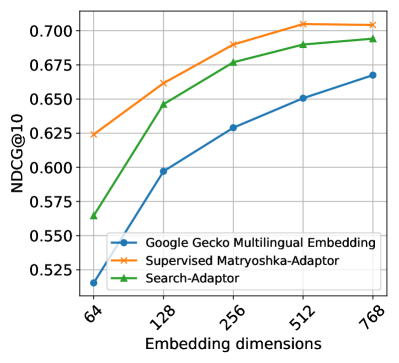 NDCG@10
0.700
0.675
0.650
0.625
0.600
0.575
0.550
0.525
Google Gecko Multilingual Embedding
Supervised Matryoshka-Adaptor
Search-Adaptor
64
128
256
512
768
Embedding dimensions